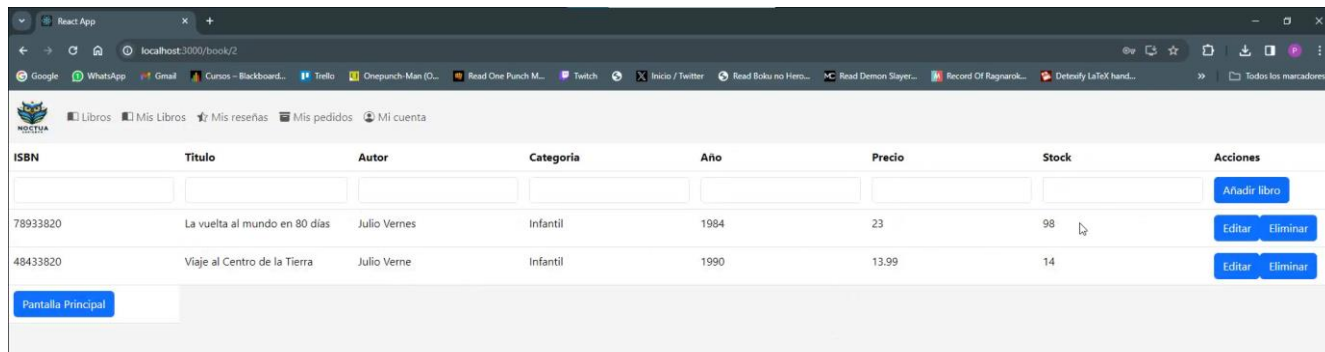 React App
localhost:3000/book/2
Google WhatsApp Gmail Cursos – Blackboard... Trello Onepunch-Man (O... Read One Punch M... Twitch Inicio / Twitter Read Boku no Hero... Read Demon Slayer... Record Of Ragnarok... Detexify LaTeX hand... » Todos los marcadores
NOCTUA Libros Mis Libros Mis reseñas Mis pedidos Mi cuenta
ISBN Titulo Autor Categoria Año Precio Stock Acciones
Añadir libro
78933820 La vuelta al mundo en 80 días Julio Vernes Infantil 1984 23 98 Editar Eliminar
48433820 Viaje al Centro de la Tierra Julio Verne Infantil 1990 13.99 14 Editar Eliminar
Pantalla Principal